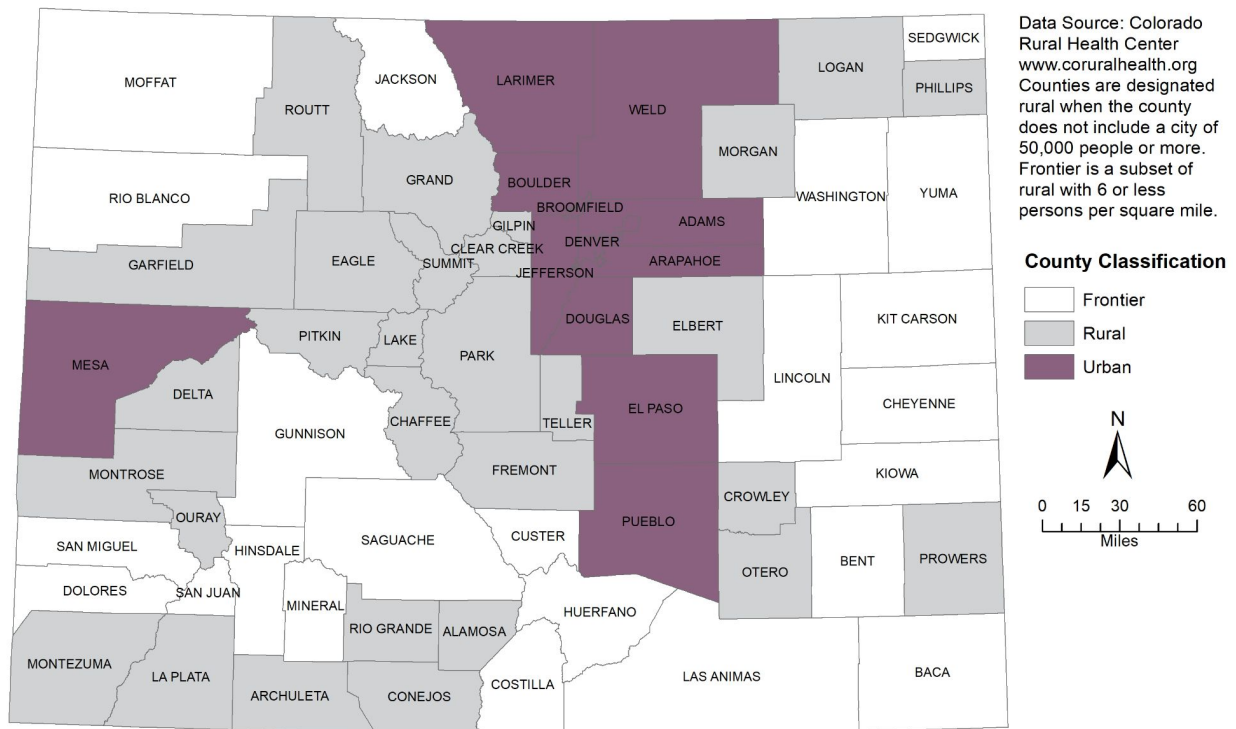 SEDGWICK
LOGAN
JACKSON
LARIMER
MOFFAT
PHILLIPS
ROUTT
WELD
MORGAN
GRAND
BOULDER
WASHINGTON
YUMA
RIO BLANCO
BROOMFIELD
GILPIN
ADAMS
DENVER
CLEAR CREEK
EAGLE
SUMMIT
ARAPAHOE
GARFIELD
JEFFERSON
DOUGLAS
ELBERT
KIT CARSON
PITKIN
LAKE
PARK
MESA
LINCOLN
DELTA
CHEYENNE
EL PASO
CHAFFEE
TELLER
GUNNISON
FREMONT
MONTROSE
KIOWA
CROWLEY
OURAY
PUEBLO
CUSTER
SAGUACHE
SAN MIGUEL
HINSDALE
BENT
PROWERS
OTERO
DOLORES
SAN JUAN
MINERAL
HUERFANO
RIO GRANDE
ALAMOSA
MONTEZUMA
LA PLATA
COSTILLA
LAS ANIMAS
BACA
ARCHULETA
CONEJOS
Data Source: Colorado
Rural Health Center
www.coruralhealth.org
Counties are designated
rural when the county
does not include a city of
50,000 people or more.
Frontier is a subset of
rural with 6 or less
persons per square mile.
County Classification
Frontier
Rural
Urban
N
0 15 30 60
Miles